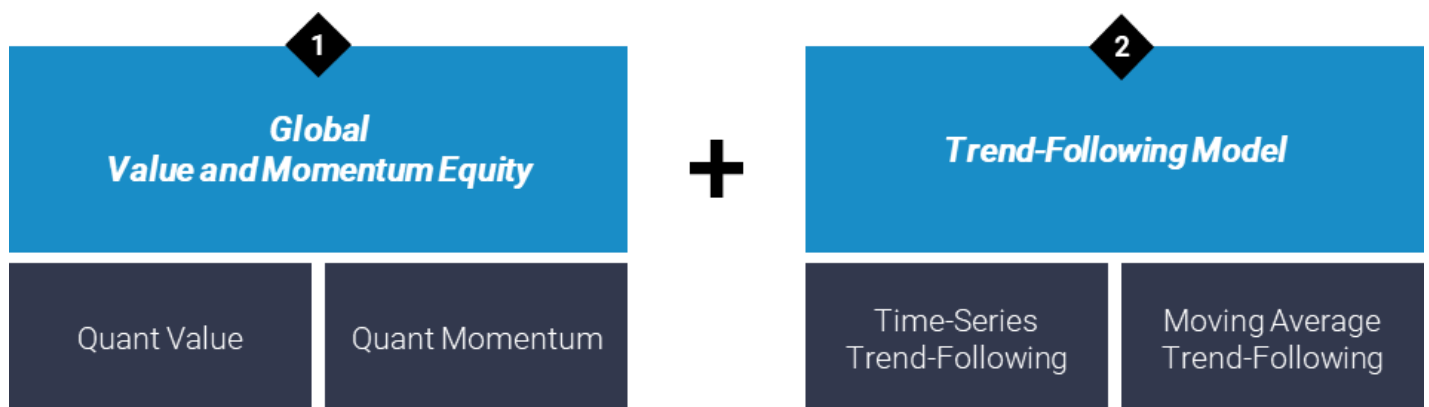 1
Global
Value and Momentum Equity
Quant Value
Quant Momentum
+
2
Trend-Following Model
Time-Series
Trend-Following
Moving Average
Trend-Following